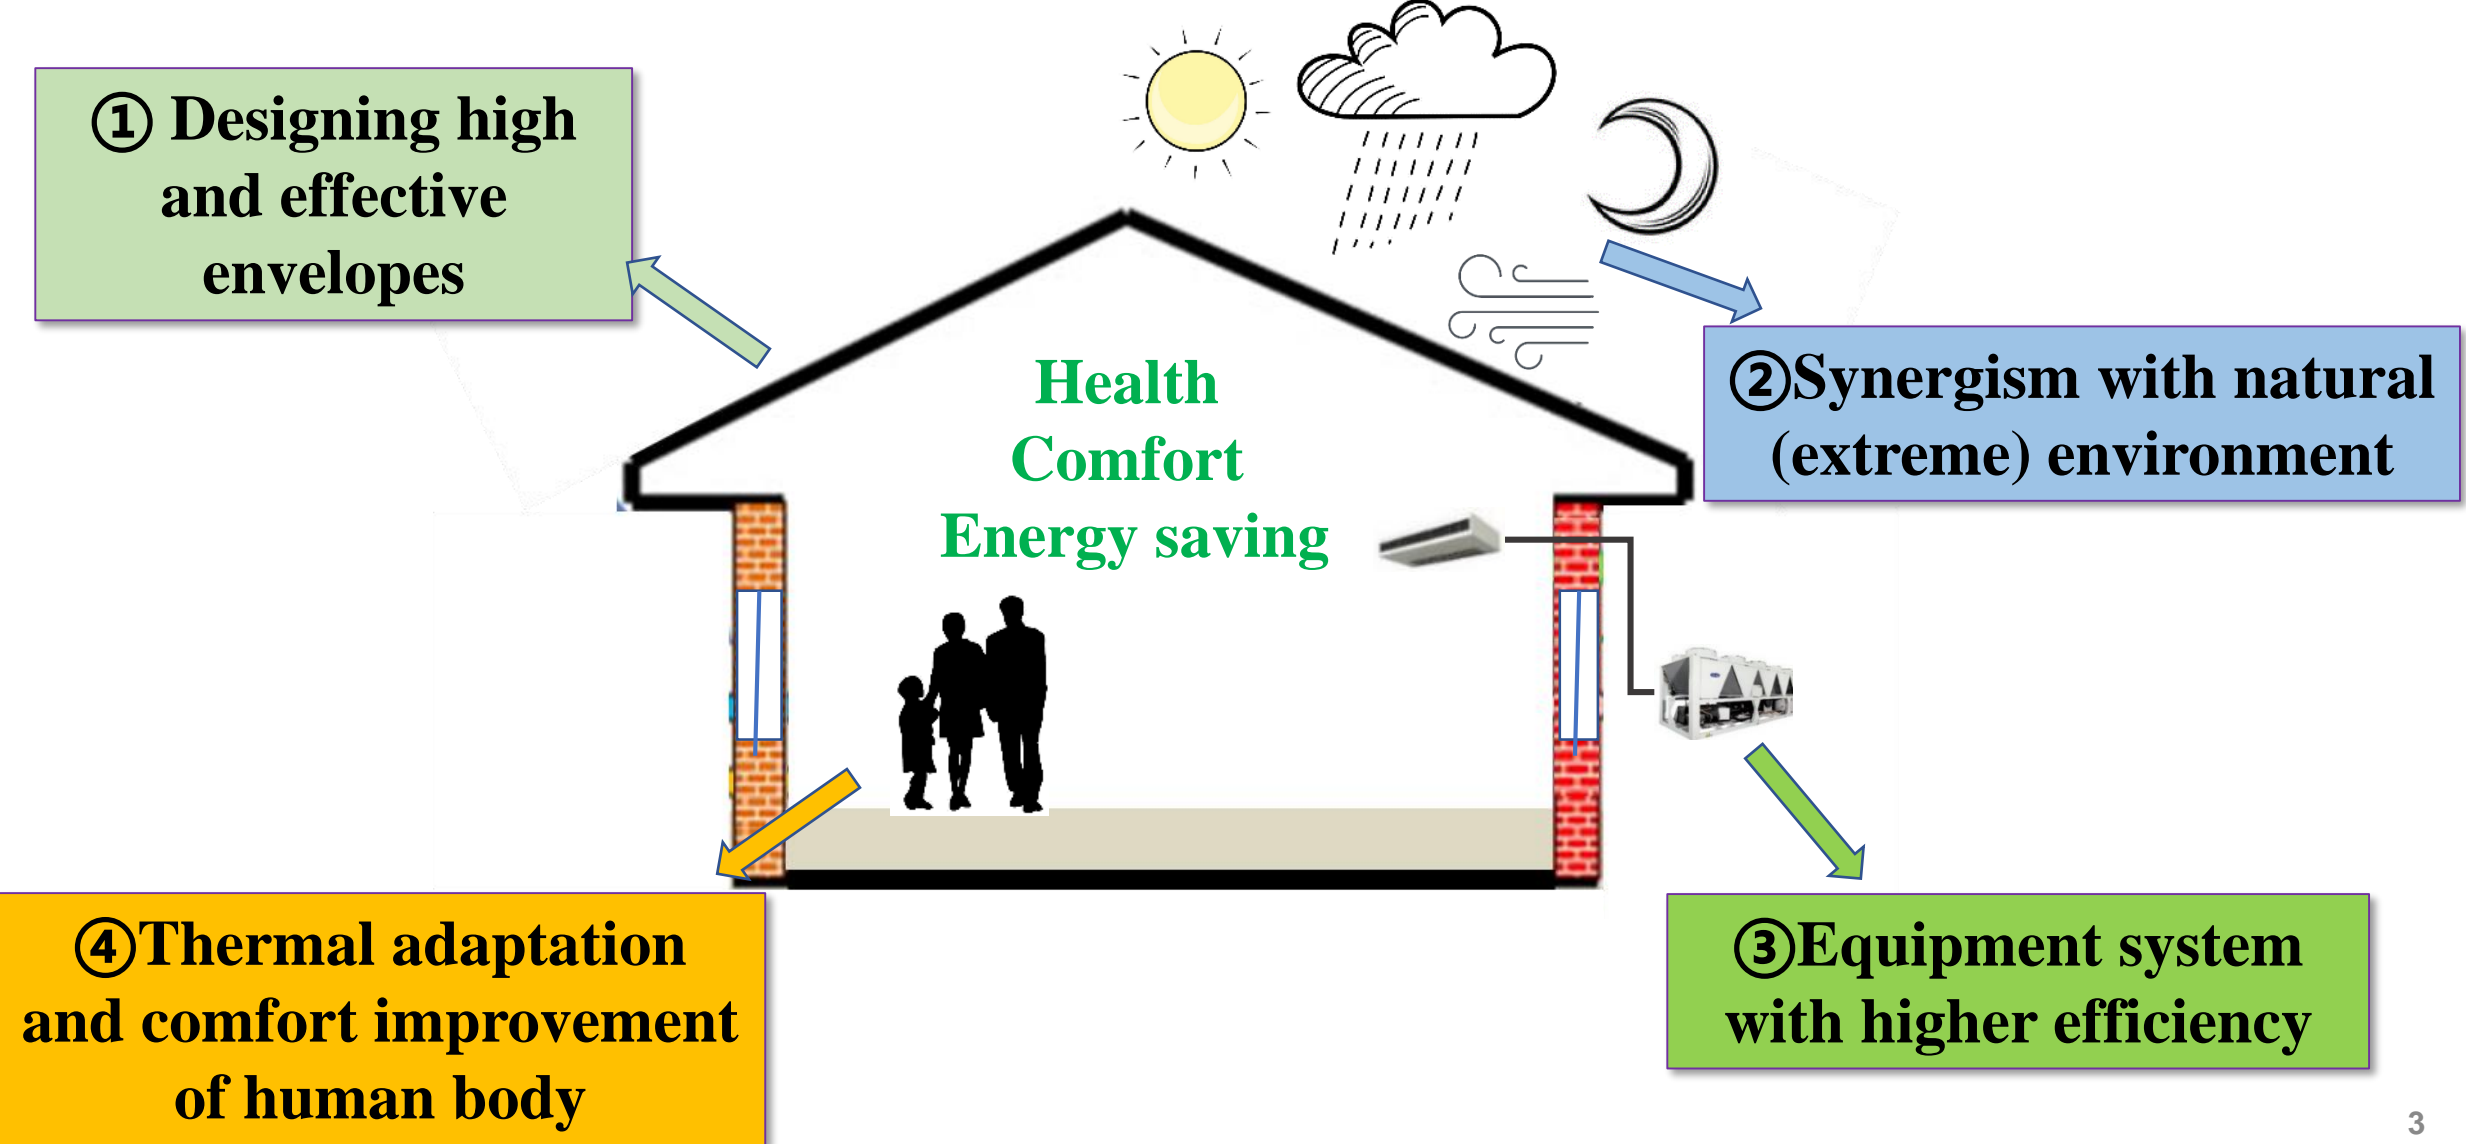 ① Designing high
and effective
envelopes
②Synergism with natural
(extreme) environment
Health
Comfort
Energy saving
④Thermal adaptation
and comfort improvement
of human body
③Equipment system
with higher efficiency
3